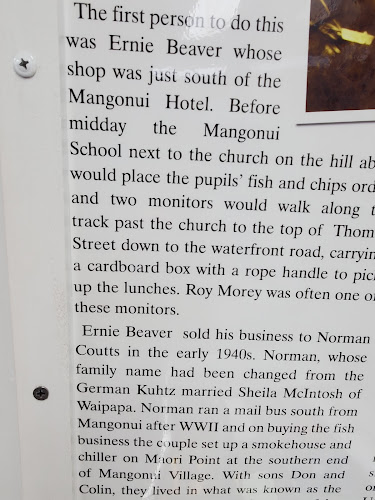 The first person to do this
was Ernie Beaver whose
shop was just south of the
Mangonui Hotel. Before
midday the Mangonui
School next to the church on the hill ab
would place the pupils' fish and chips ord
and two monitors would walk along t
track past the church to the top of Thom
Street down to the waterfront road, carryin
a cardboard box with a rope handle to pic
up the lunches. Roy Morey was often one o
these monitors.
Ernie Beaver sold his business to Norman
Coutts in the early 1940s. Norman, whose
family name had been changed from the
German Kuhtz married Sheila McIntosh of
Waipapa. Norman ran a mail bus south from
Mangonui after WWII and on buying the fish
business the couple set up a smokehouse and
chiller on Maori Point at the southern end
of Mangonui Village. With sons Don and
Colin, they lived in what was known as the